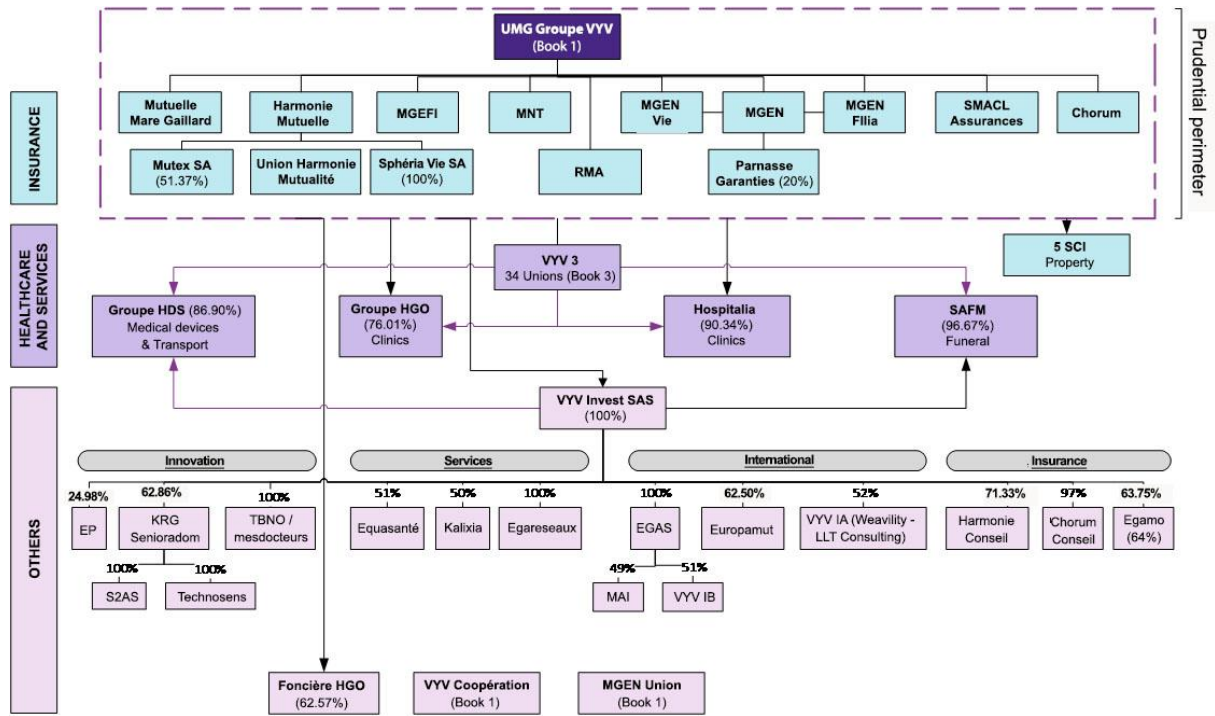 UMG Groupe VYV
(Book 1)
Prudential perimeter
INSURANCE
Mutuelle
Mare Gaillard
Harmonie
Mutuelle
MGEFI
MNT
MGEN
Vie
MGEN
MGEN
FIlia
SMACL
Assurances
Chorum
Mutex SA
(51.37%)
Union Harmonie
Mutualité
Sphéria Vie SA
(100%)
RMA
Parnasse
Garanties (20%)
HEALTHCARE
AND SERVICES
VYV 3
34 Unions (Book 3)
5 SCI
Property
Groupe HDS (86.90%)
Medical devices
& Transport
Groupe HGO
(76.01%)
Clinics
Hospitalia
(90.34%)
Clinics
SAFM
(96.67%)
Funeral
OTHERS
VYV Invest SAS
(100%)
Innovation
Services
International
Insurance
24.98%
62.86%
100%
51%
50%
100%
100%
62.50%
52%
71.33%
97%
63.75%
EP
KRG
Senioradom
TBNO /
mesdocteurs
Equasanté
Kalixia
Egareseaux
EGAS
Europamut
VYV IA (Weavility -
LLT Consulting)
Harmonie
Conseil
'Chorum
Conseil
Egamo
(64%)
100%
100%
49%
51%
S2AS
Technosens
MAI
VYV IB
Foncière HGO
(62.57%)
VYV Coopération
(Book 1)
MGEN Union
(Book 1)